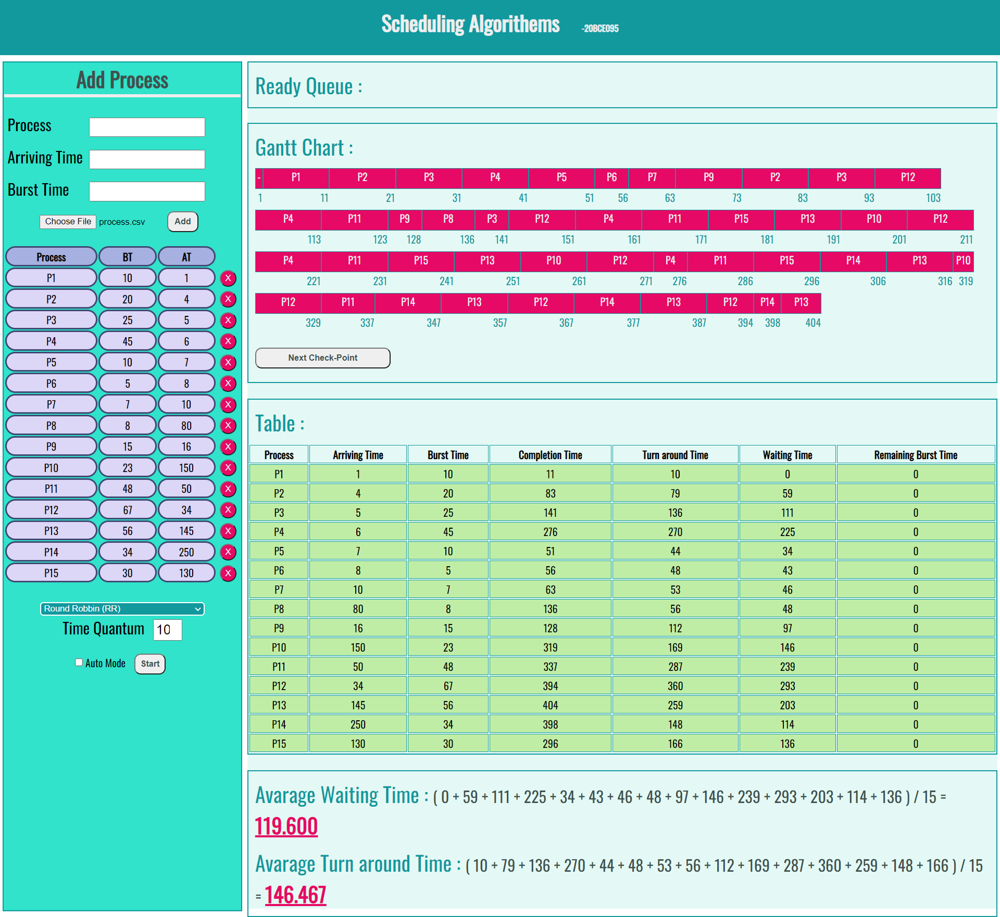 Scheduling Algorithems -20BCE095
Add Process
Process
Arriving Time
Burst Time
Choose File process.csv Add
Process BT AT
P1 10 1 X
P2 20 4 X
P3 25 5 X
P4 45 6 X
P5 10 7 X
P6 5 8 X
P7 7 10 X
P8 8 80 X
P9 15 16 X
P10 23 150 X
P11 48 50 X
P12 67 34 X
P13 56 145 X
P14 34 250 X
P15 30 130 X
Round Robbin (RR)
Time Quantum 10
Auto Mode Start
Ready Queue :
Gantt Chart :
- P1 P2 P3 P4 P5 P6 P7 P9 P2 P3 P12
1 11 21 31 41 51 56 63 73 83 93 103
P4 P11 P9 P8 P3 P12 P4 P11 P15 P13 P10 P12
113 123 128 136 141 151 161 171 181 191 201 211
P4 P11 P15 P13 P10 P12 P4 P11 P15 P14 P13 P10
221 231 241 251 261 271 276 286 296 306 316 319
P12 P11 P14 P13 P12 P14 P13 P12 P14 P13
329 337 347 357 367 377 387 394 398 404
Next Check-Point
Table :
Process Arriving Time Burst Time Completion Time Turn around Time Waiting Time Remaining Burst Time
P1 1 10 11 10 0 0
P2 4 20 83 79 59 0
P3 5 25 141 136 111 0
P4 6 45 276 270 225 0
P5 7 10 51 44 34 0
P6 8 5 56 48 43 0
P7 10 7 63 53 46 0
P8 80 8 136 56 48 0
P9 16 15 128 112 97 0
P10 150 23 319 169 146 0
P11 50 48 337 287 239 0
P12 34 67 394 360 293 0
P13 145 56 404 259 203 0
P14 250 34 398 148 114 0
P15 130 30 296 166 136 0
Avarage Waiting Time : ( 0 + 59 + 111 + 225 + 34 + 43 + 46 + 48 + 97 + 146 + 239 + 293 + 203 + 114 + 136 ) / 15 =
119.600
Avarage Turn around Time : ( 10 + 79 + 136 + 270 + 44 + 48 + 53 + 56 + 112 + 169 + 287 + 360 + 259 + 148 + 166 ) / 15
= 146.467